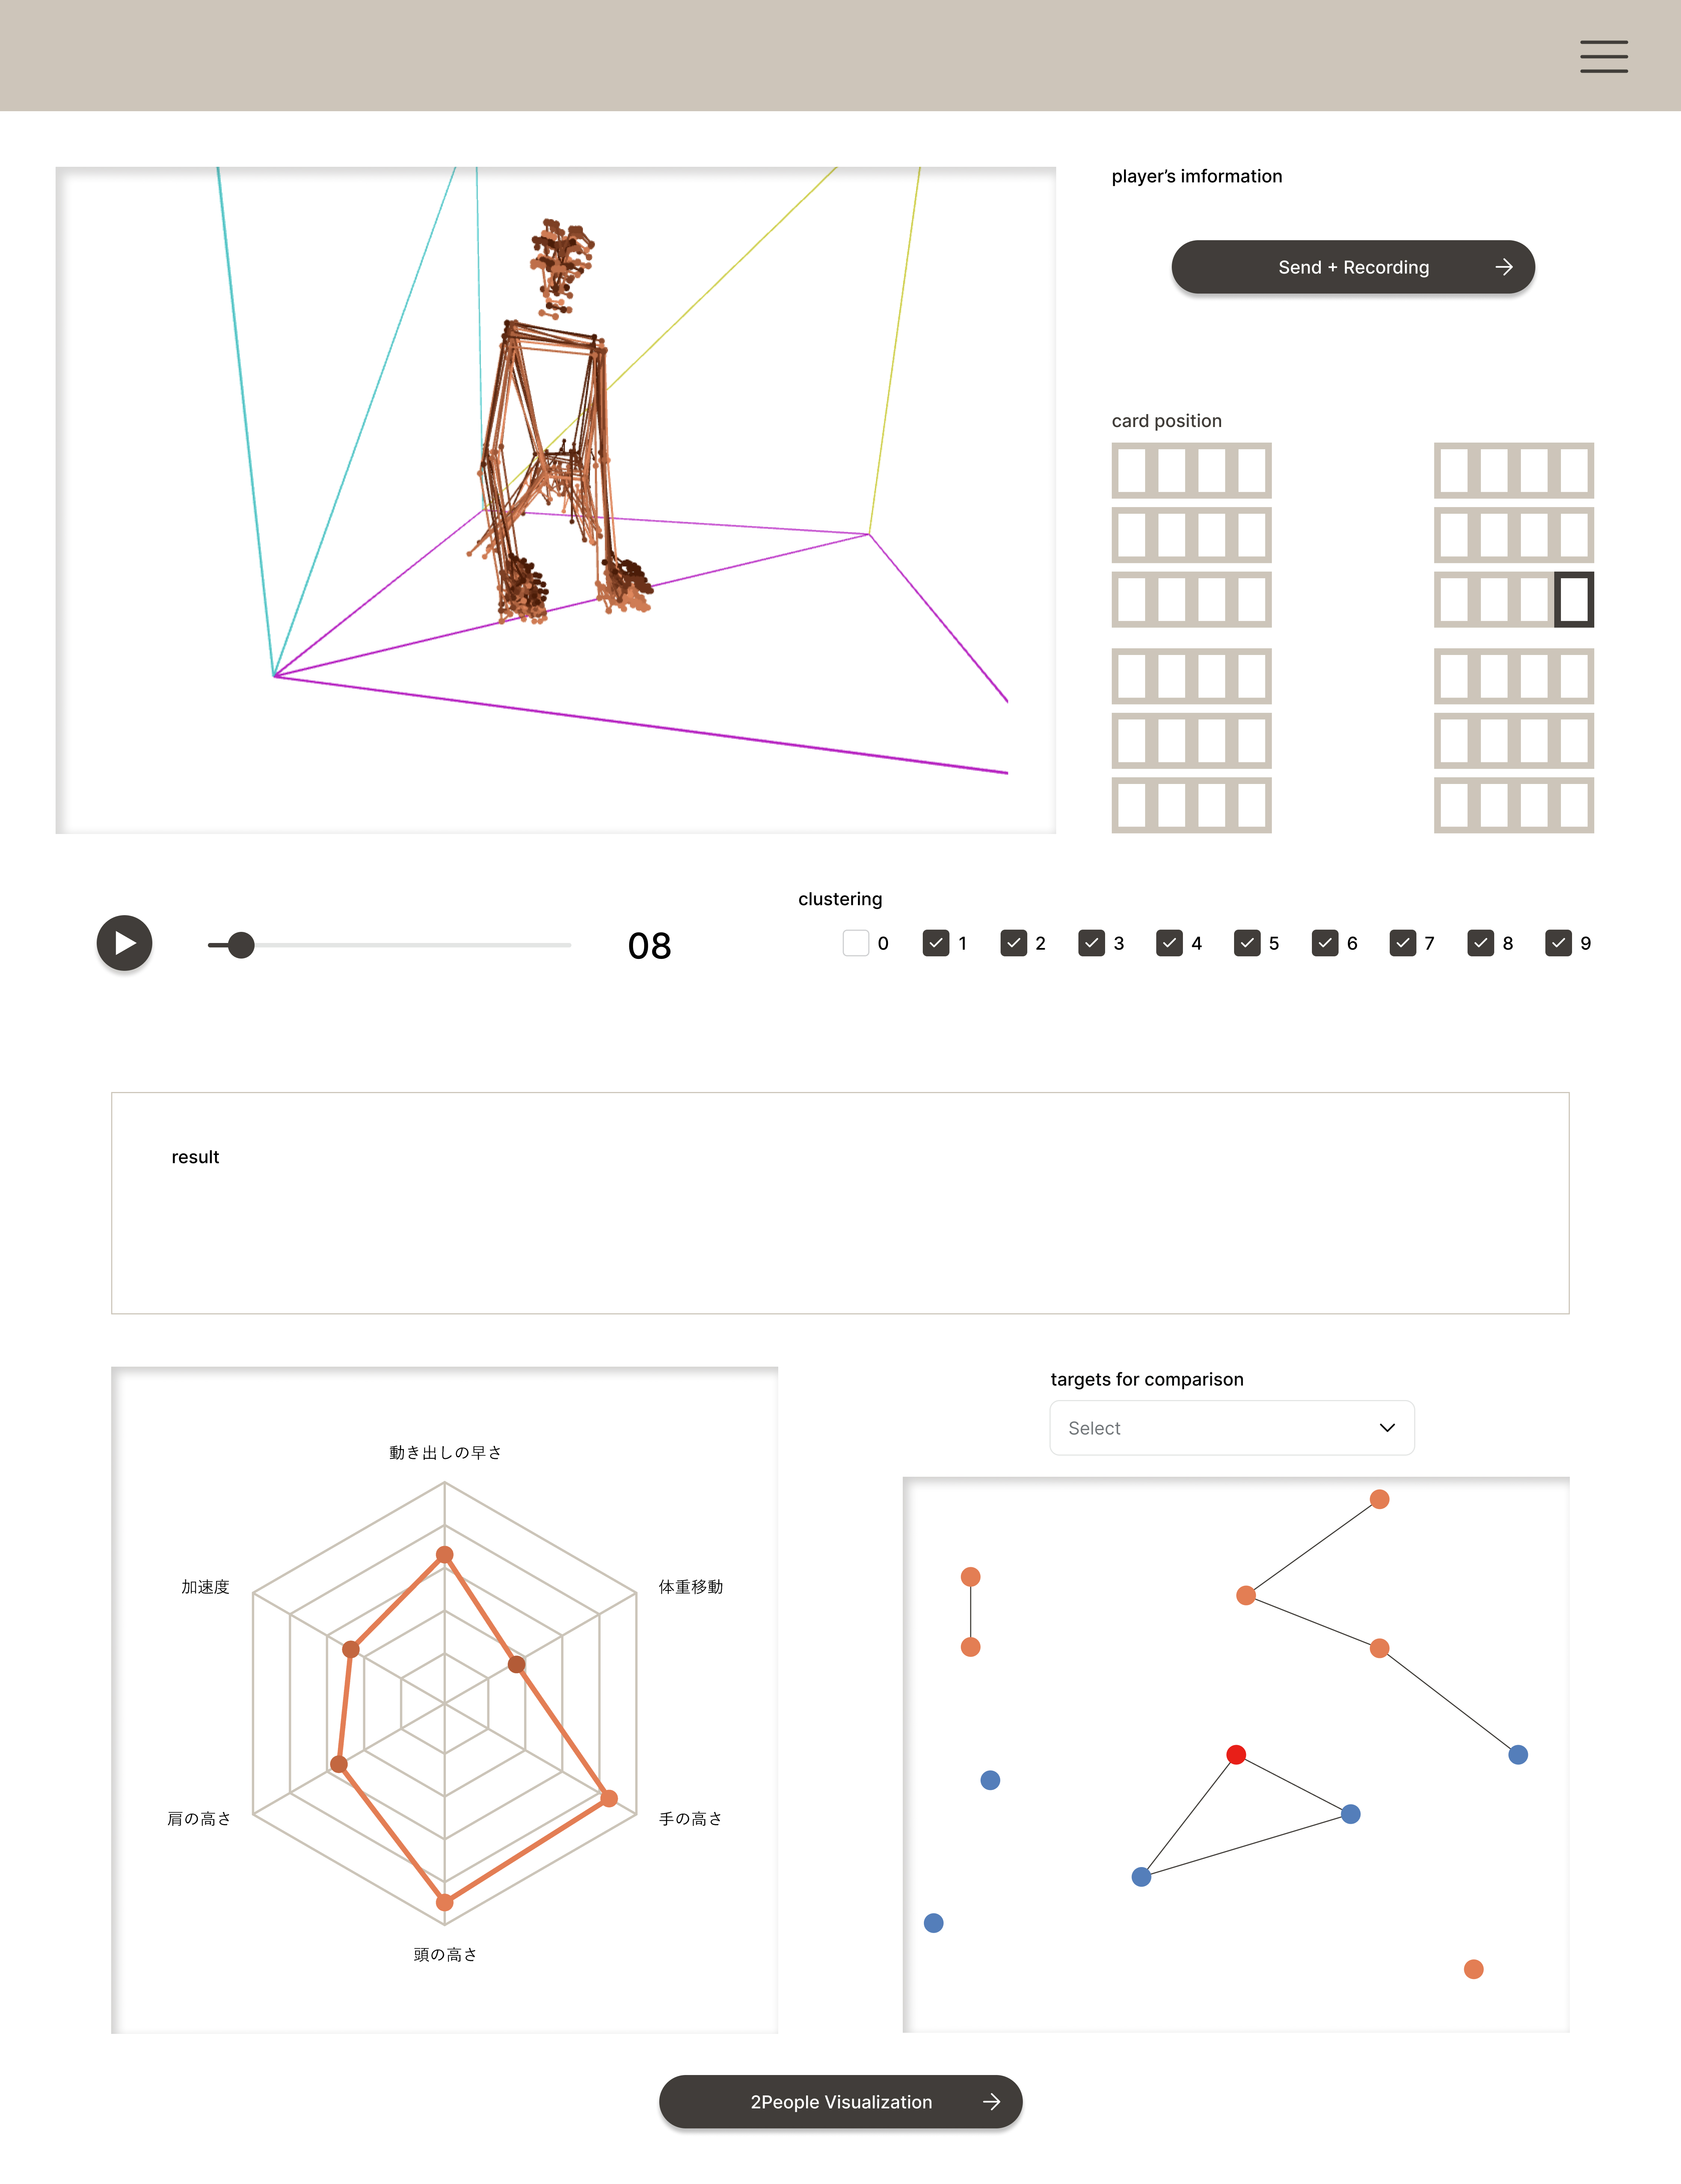 player's imformation
Send + Recording
card position
clustering
08
0 1 2 3 4 5 6 7 8 9
result
targets for comparison
Select
動き出しの早さ
加速度
体重移動
肩の高さ
手の高さ
頭の高さ
2People Visualization